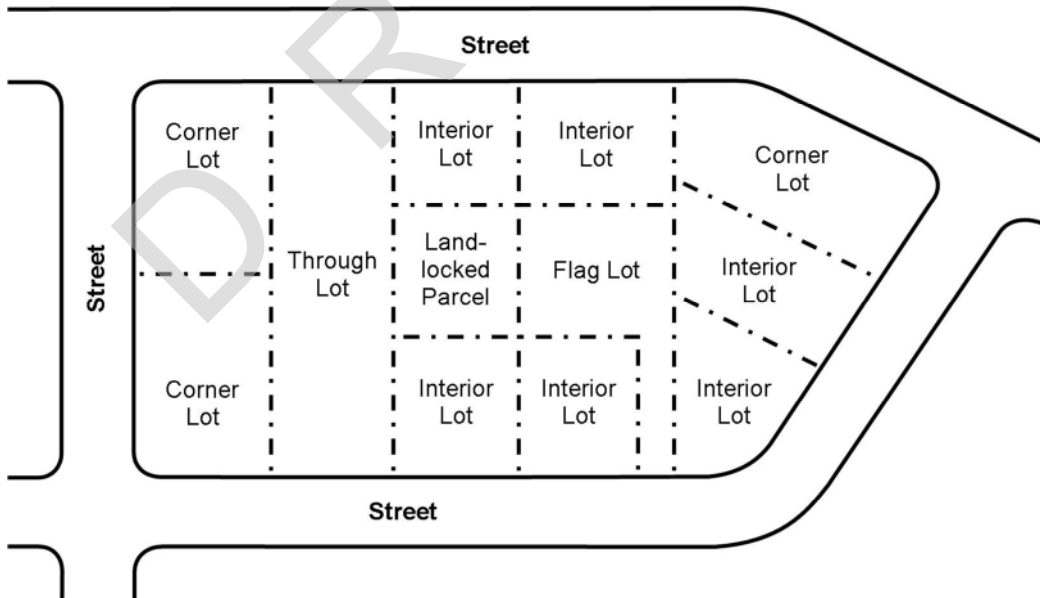 Street
Corner
Lot
Interior
Lot
Interior
Lot
Corner
Lot
Street
Through
Lot
Land-
locked
Parcel
Flag Lot
Interior
Lot
Corner
Lot
Interior
Lot
Interior
Lot
Interior
Lot
Street
D R